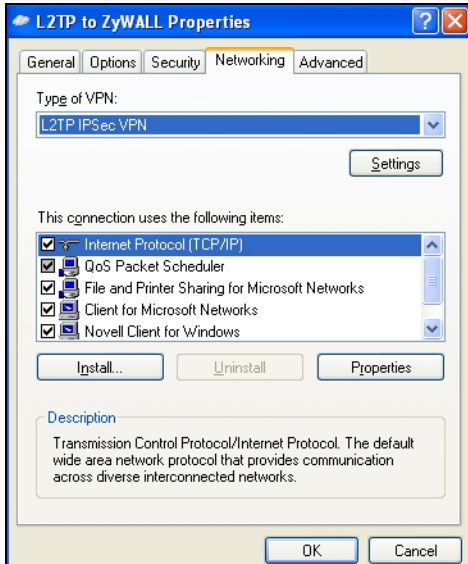 L2TP to ZyWALL Properties
General Options Security Networking Advanced
Type of VPN:
L2TP IPSec VPN
Settings
This connection uses the following items:
Internet Protocol (TCP/IP)
QoS Packet Scheduler
File and Printer Sharing for Microsoft Networks
Client for Microsoft Networks
Novell Client for Windows
Install... Uninstall Properties
Description
Transmission Control Protocol/Internet Protocol. The default
wide area network protocol that provides communication
across diverse interconnected networks.
OK Cancel